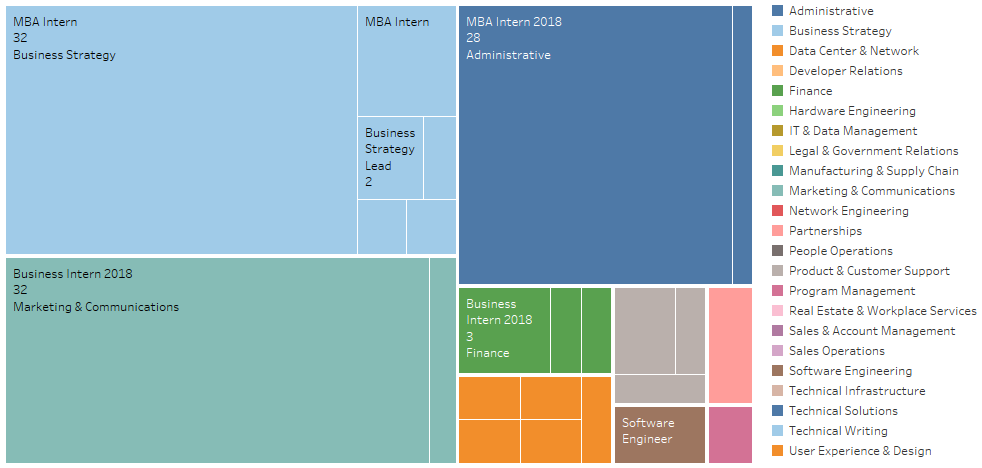 MBA Intern
32
Business Strategy
MBA Intern
Business
Strategy
Lead
2
MBA Intern 2018
28
Administrative
Business Intern 2018
32
Marketing & Communications
Business
Intern 2018
3
Finance
Software
Engineer
Administrative
Business Strategy
Data Center & Network
Developer Relations
Finance
Hardware Engineering
IT & Data Management
Legal & Government Relations
Manufacturing & Supply Chain
Marketing & Communications
Network Engineering
Partnerships
People Operations
Product & Customer Support
Program Management
Real Estate & Workplace Services
Sales & Account Management
Sales Operations
Software Engineering
Technical Infrastructure
Technical Solutions
Technical Writing
User Experience & Design